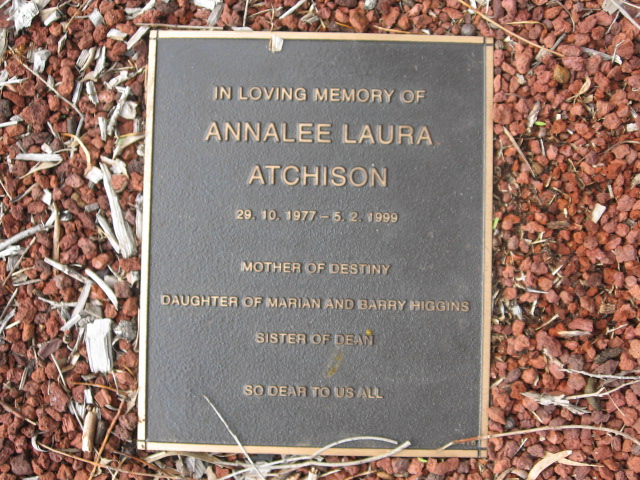 IN LOVING MEMORY OF
ANNALEE LAURA
ATCHISON
29. 10. 1977 – 5. 2. 1999
MOTHER OF DESTINY
DAUGHTER OF MARIAN AND BARRY HIGGINS
SISTER OF DEAN
SO DEAR TO US ALL